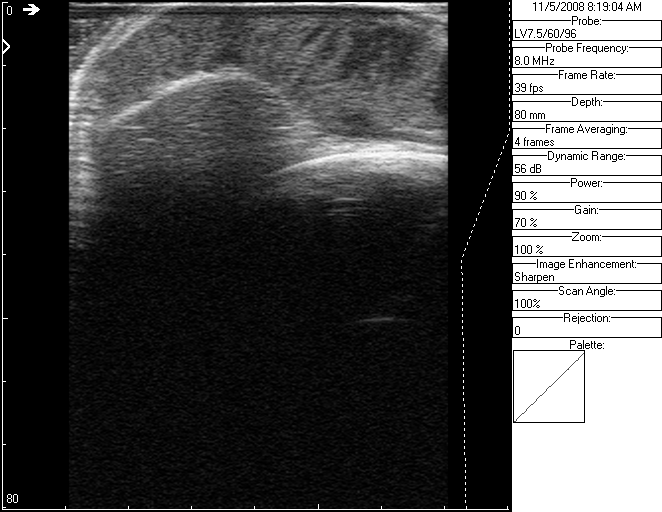 0
80
11/5/2008 8:19:04 AM
Probe:
LV7.5/60/96
Probe Frequency:
8.0 MHz
Frame Rate:
39 fps
Depth:
80 mm
Frame Averaging:
4 frames
Dynamic Range:
56 dB
Power:
90 %
Gain:
70 %
Zoom:
100 %
Image Enhancement:
Sharpen
Scan Angle:
100%
Rejection:
0
Palette: